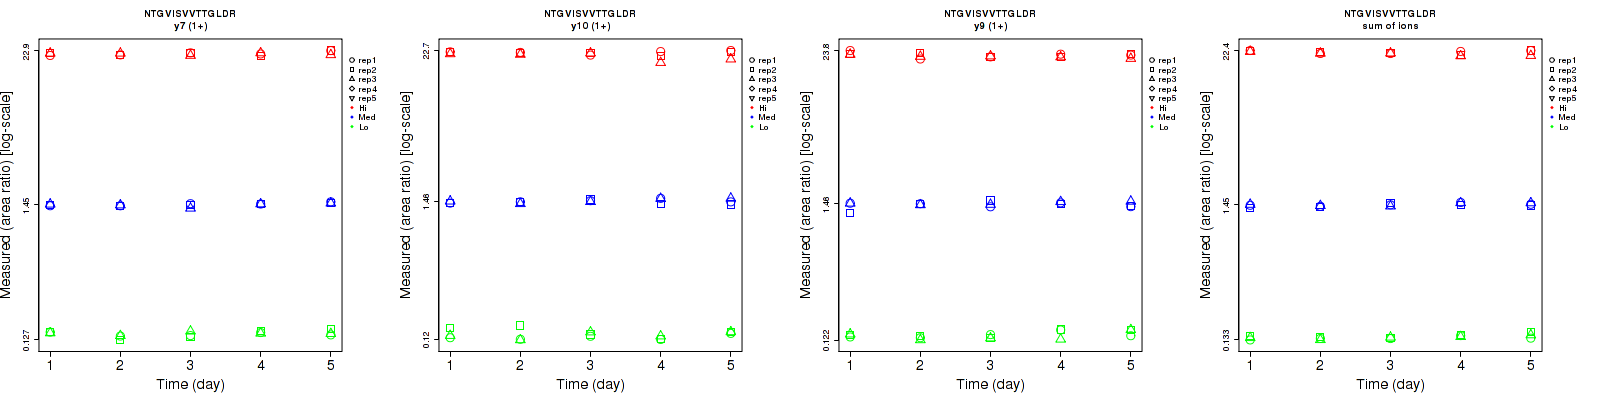 NTGVISVVTTGLDR
y7 (1+)
Measured (area ratio) [log-scale]
22.9
1.45
0.127
1 2 3 4 5
Time (day)
rep1
rep2
rep3
rep4
rep5
Hi
Med
Lo
NTGVISVVTTGLDR
y10 (1+)
Measured (area ratio) [log-scale]
22.7
1.48
0.12
1 2 3 4 5
Time (day)
rep1
rep2
rep3
rep4
rep5
Hi
Med
Lo
NTGVISVVTTGLDR
y9 (1+)
Measured (area ratio) [log-scale]
23.8
1.48
0.122
1 2 3 4 5
Time (day)
rep1
rep2
rep3
rep4
rep5
Hi
Med
Lo
NTGVISVVTTGLDR
sum of ions
Measured (area ratio) [log-scale]
22.4
1.45
0.133
1 2 3 4 5
Time (day)
rep1
rep2
rep3
rep4
rep5
Hi
Med
Lo